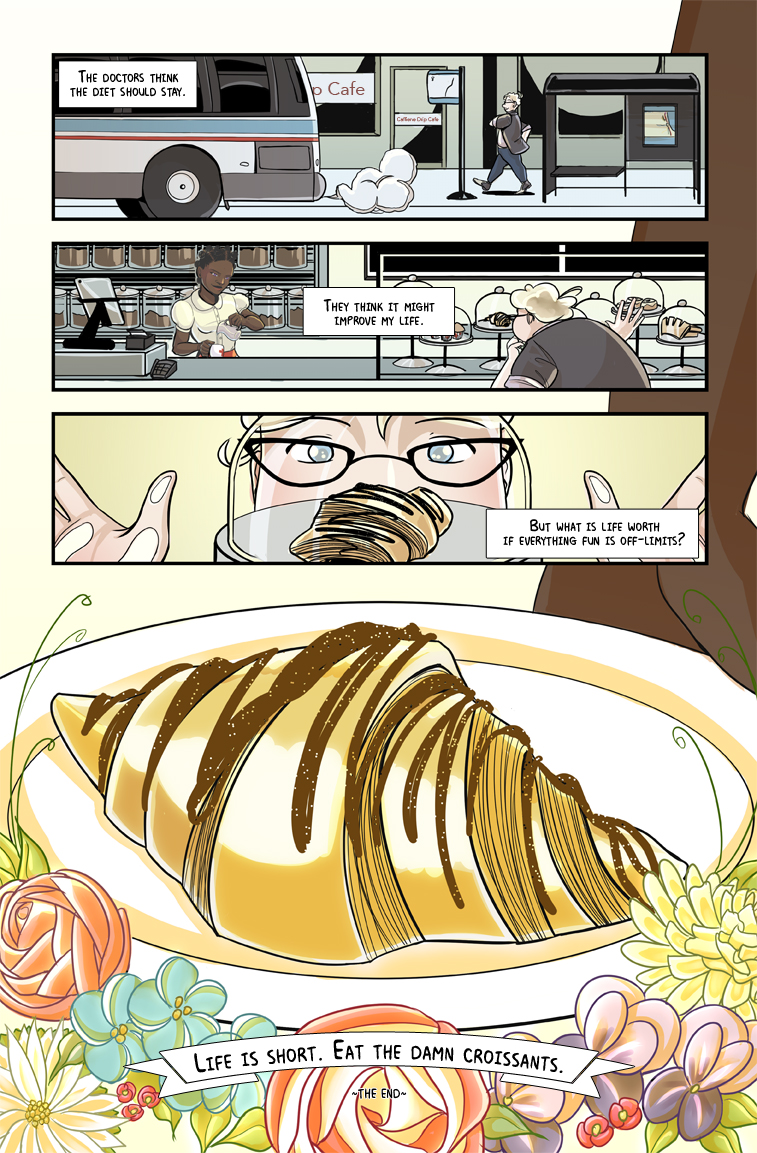 THE DOCTORS THINK
THE DIET SHOULD STAY.
p Cafe
Caffiene Drip Cafe
THEY THINK IT MIGHT
IMPROVE MY LIFE.
BUT WHAT IS LIFE WORTH
IF EVERYTHING FUN IS OFF-LIMITS?
LIFE IS SHORT. EAT THE DAMN CROISSANTS.
~THE END~